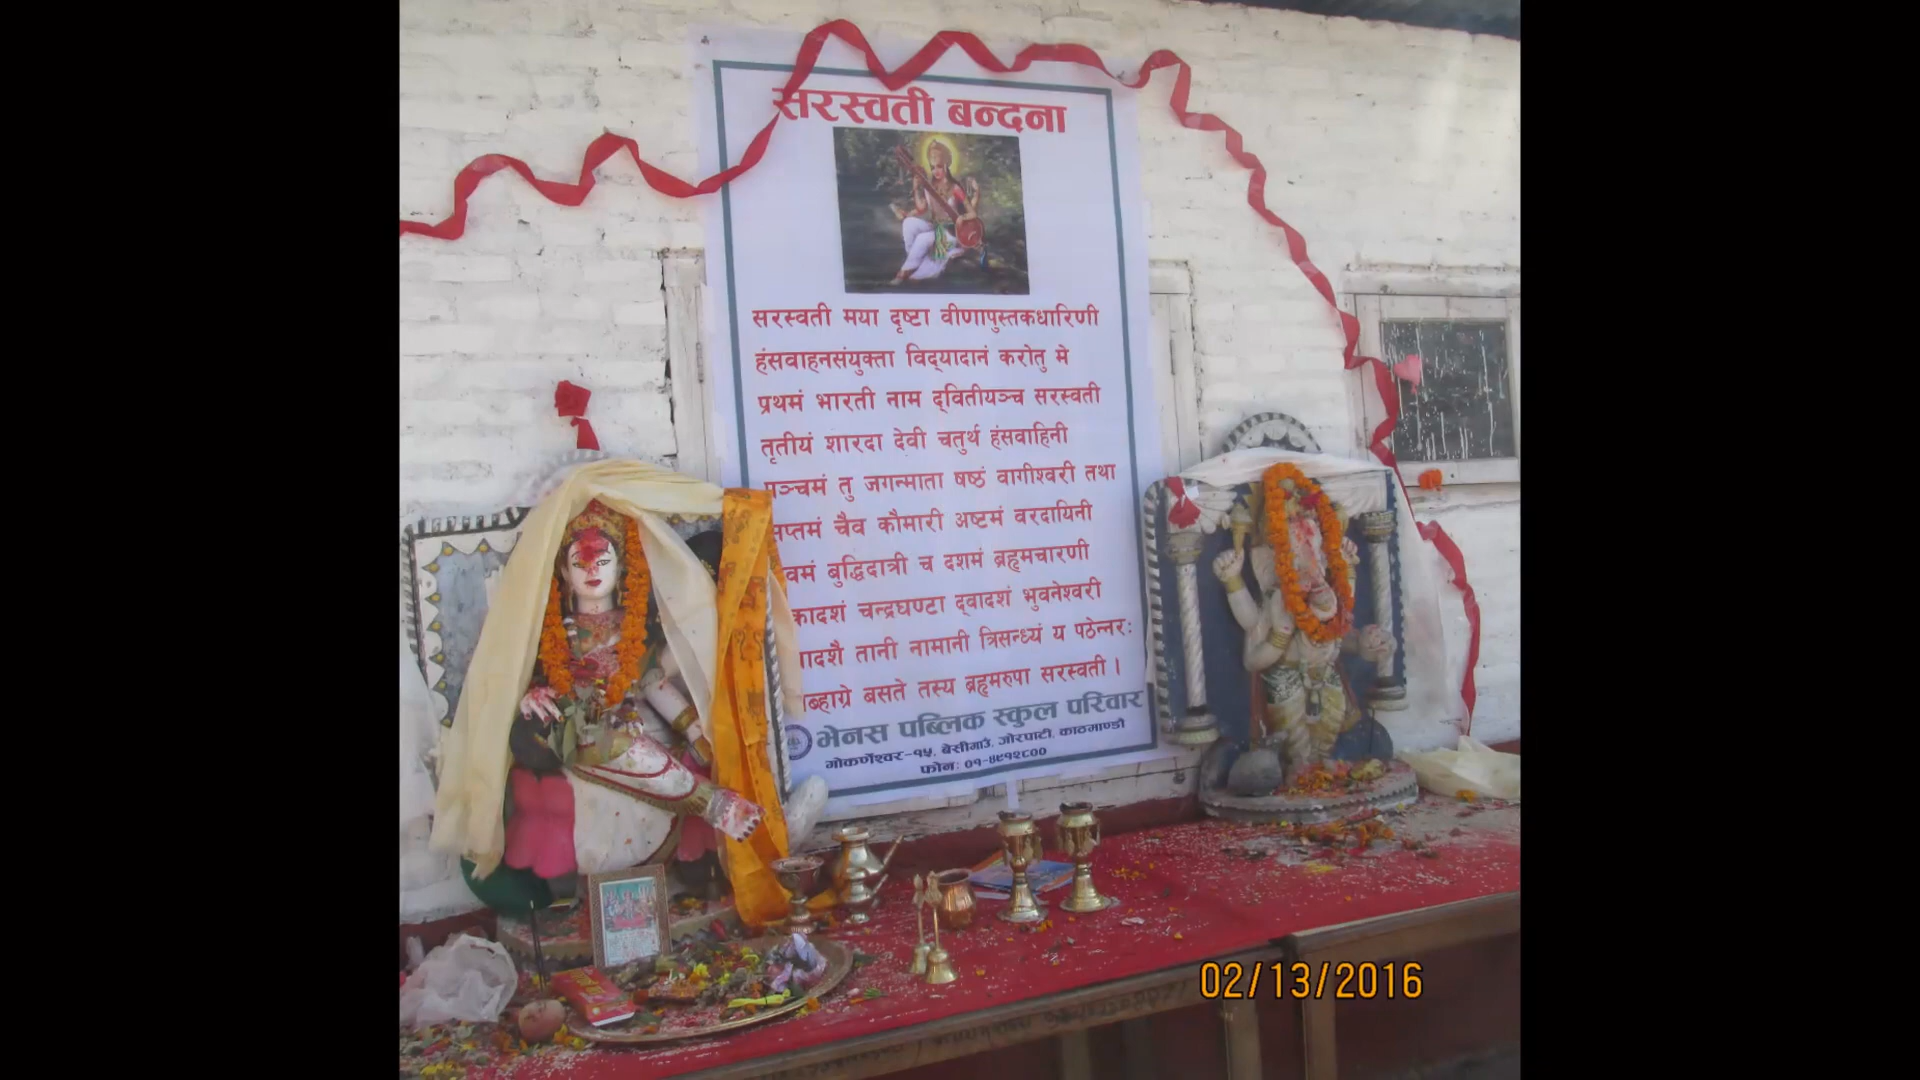 सरस्वती बन्दना
सरस्वती मया दृष्टा वीणापुस्तकधारिणी
हंसवाहनसंयुक्ता विद्‌यादानं करोतु मे
प्रथमं भारती नाम द्‌वितीयञ्च सरस्वती
तृतीयं शारदा देवी चतुर्थ हंसवाहिनी
ञ्चमं तु जगन्माता षष्ठं वागीश्वरी तथा
प्तमं चैव कौमारी अष्टमं वरदायिनी
वमं बुद्धिदात्री च दशमं ब्रह्मचारणी
कादशं चन्द्रघण्टा द्‌वादशं भुवनेश्वरी
ादशै तानी नामानी त्रिसन्ध्यं य पठेन्नरः
ब्हाग्रे बसते तस्य ब्रह्मरुपा सरस्वती ।
भेनस पब्लिक स्कुल परिवार
गोकर्णेश्वर-१५, बेसीगाउँ, जोरपाटी, काठमाण्डौ
फोनः ०१-४९१२८००
02/13/2016